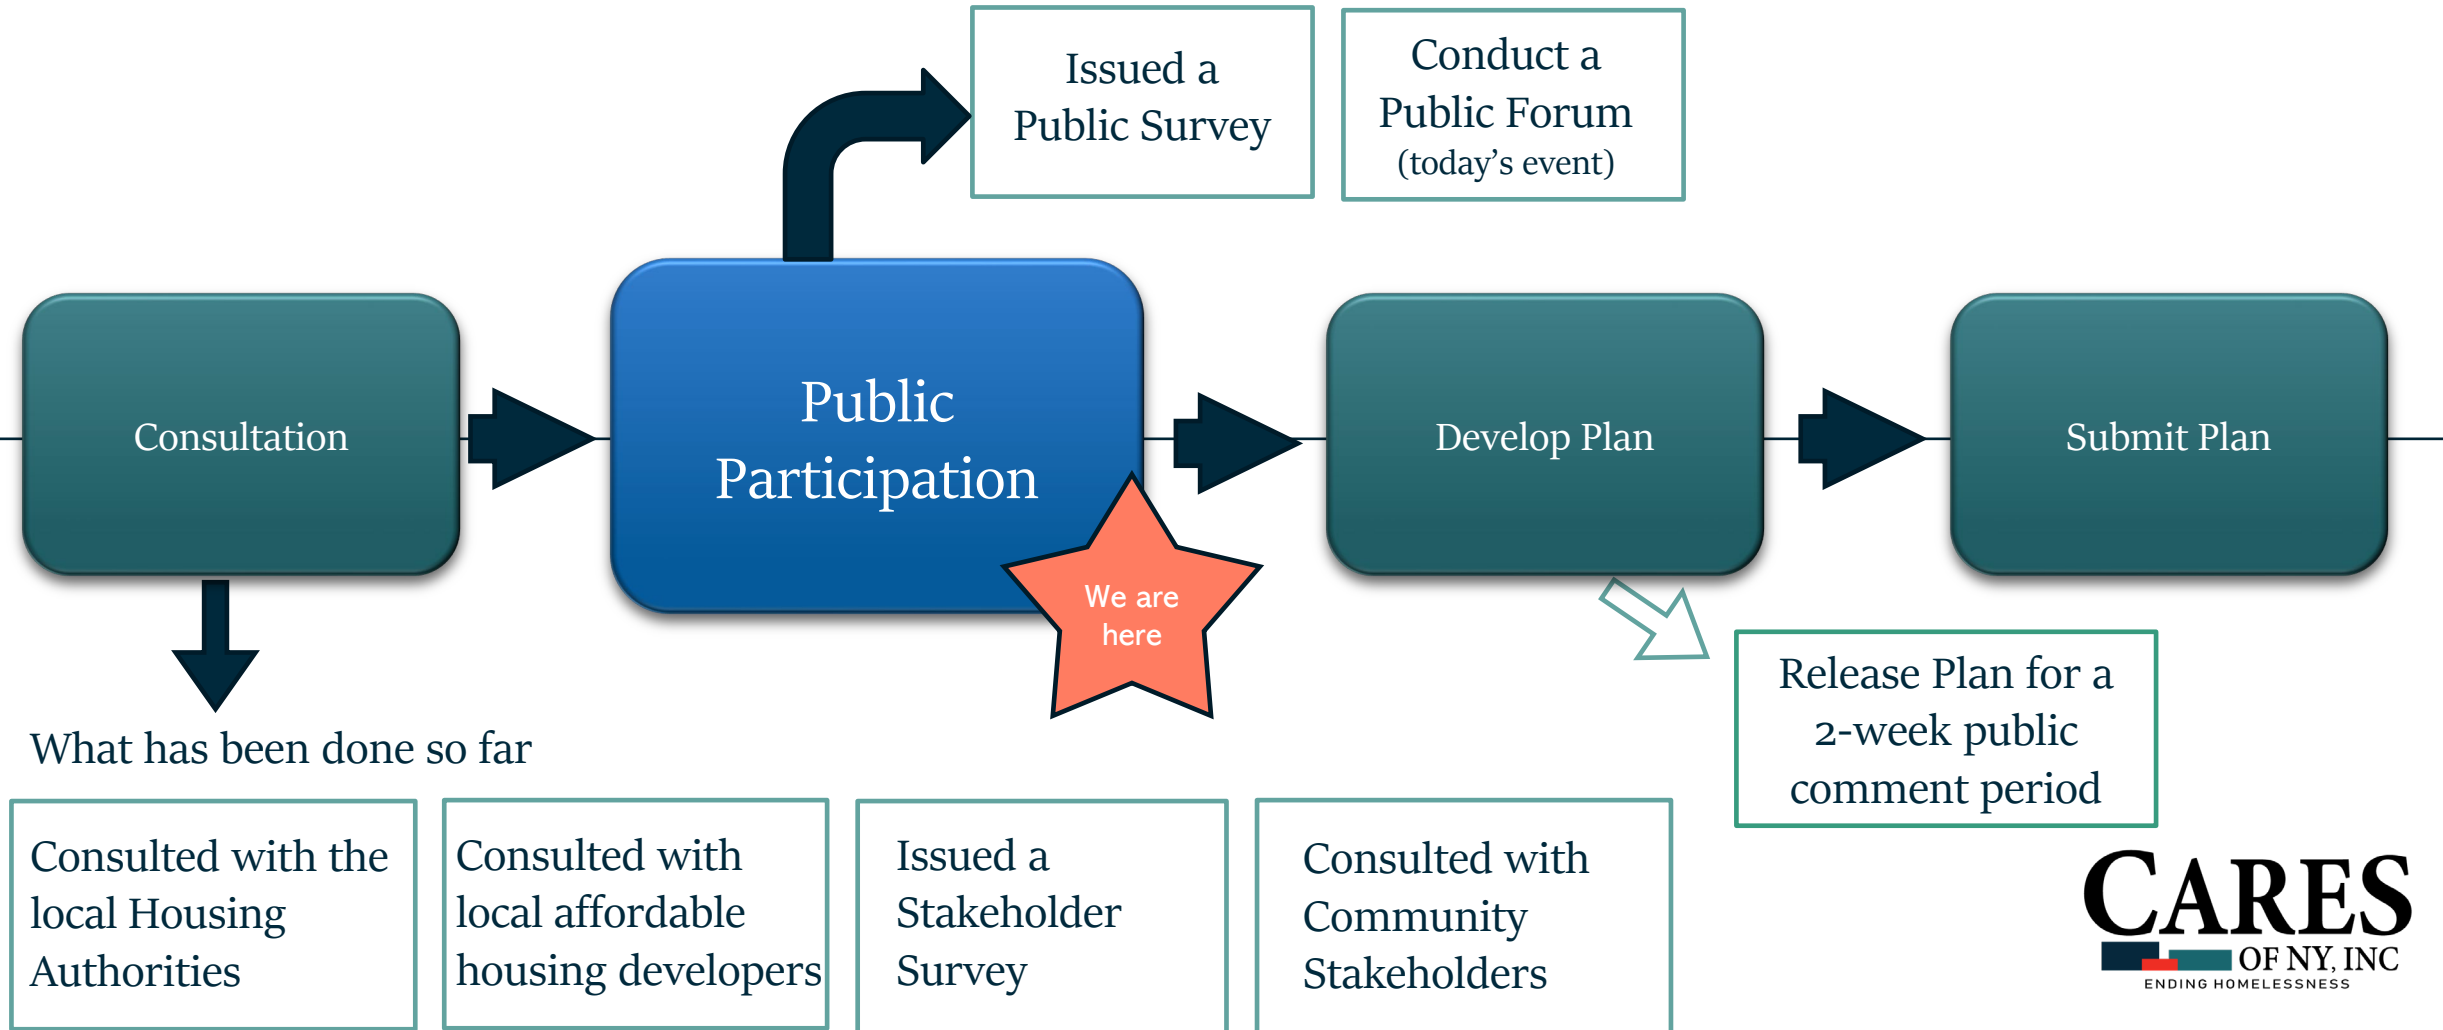 Issued a
Public Survey
Conduct a
Public Forum
(today's event)
Consultation
Public
Participation
Develop Plan
Submit Plan
We are
here
What has been done so far
Release Plan for a
2-week public
comment period
Consulted with the
local Housing
Authorities
Consulted with
local affordable
housing developers
Issued a
Stakeholder
Survey
Consulted with
Community
Stakeholders
CARES
OF NY, INC
ENDING HOMELESSNESS